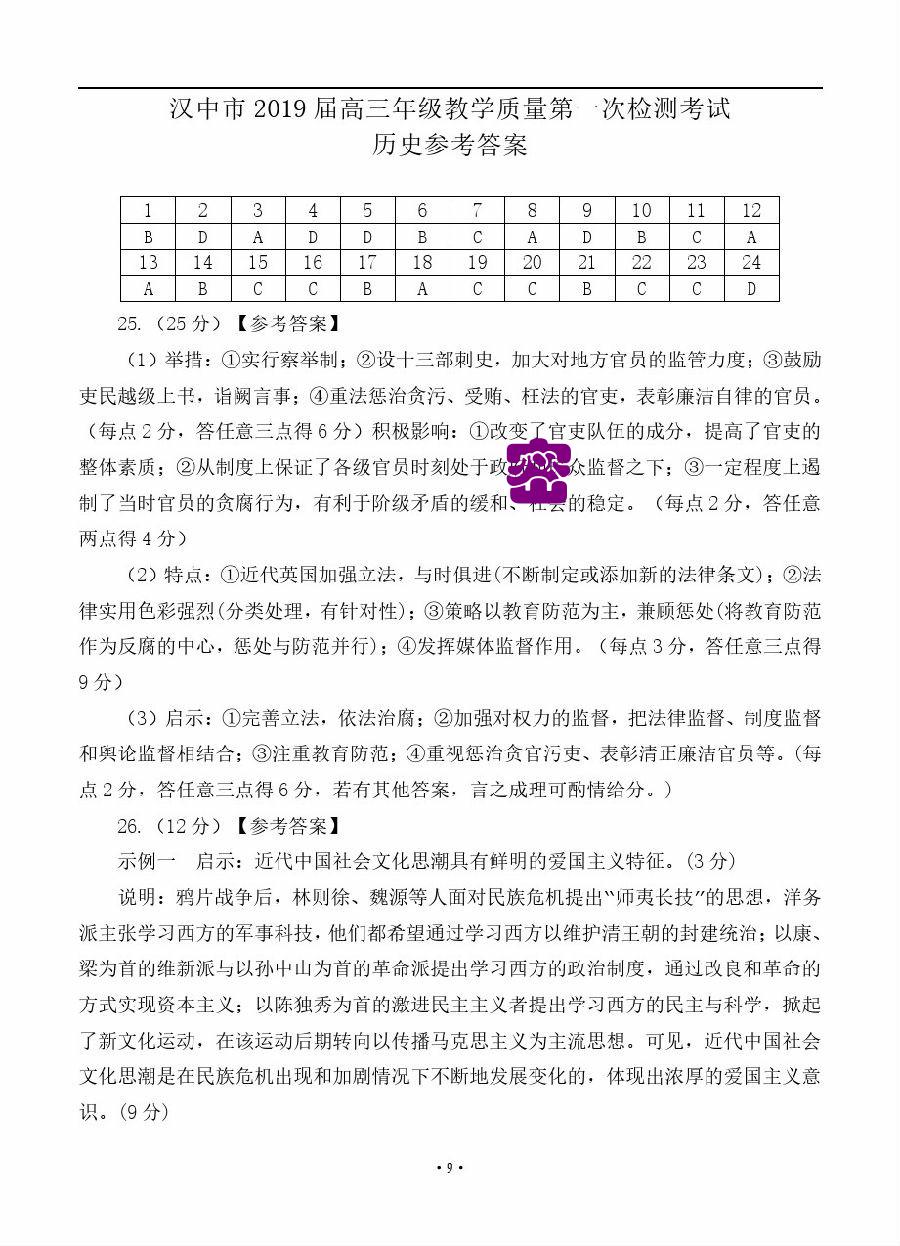 汉中市 2019 届高三年级教学质量第一次检测考试
历史参考答案
1 2 3 4 5 6 7 8 9 10 11 12
B D A D D B C A D B C A
13 14 15 16 17 18 19 20 21 22 23 24
A B C C B A C C B C C D
25.（25 分）【参考答案】
（1）举措：①实行察举制；②设十三部刺史，加大对地方官员的监管力度；③鼓励
吏民越级上书，诣阙言事；④重法惩治贪污、受贿、枉法的官吏，表彰廉洁自律的官员。
（每点 2 分，答任意三点得 6 分）积极影响：①改变了官吏队伍的成分，提高了官吏的
整体素质；②从制度上保证了各级官员时刻处于政 众监督之下；③一定程度上遏
制了当时官员的贪腐行为，有利于阶级矛盾的缓和、社会的稳定。（每点 2 分，答任意
两点得 4 分）
（2）特点：①近代英国加强立法，与时俱进(不断制定或添加新的法律条文)；②法
律实用色彩强烈(分类处理，有针对性)；③策略以教育防范为主，兼顾惩处(将教育防范
作为反腐的中心，惩处与防范并行)；④发挥媒体监督作用。（每点 3 分，答任意三点得
9 分）
（3）启示：①完善立法，依法治腐；②加强对权力的监督，把法律监督、制度监督
和舆论监督相结合；③注重教育防范；④重视惩治贪官污吏、表彰清正廉洁官员等。(每
点 2 分，答任意三点得 6 分，若有其他答案，言之成理可酌情给分。)
26.（12 分）【参考答案】
示例一 启示：近代中国社会文化思潮具有鲜明的爱国主义特征。(3 分)
说明：鸦片战争后，林则徐、魏源等人面对民族危机提出“师夷长技”的思想，洋务
派主张学习西方的军事科技，他们都希望通过学习西方以维护清王朝的封建统治；以康、
梁为首的维新派与以孙中山为首的革命派提出学习西方的政治制度，通过改良和革命的
方式实现资本主义；以陈独秀为首的激进民主主义者提出学习西方的民主与科学，掀起
了新文化运动，在该运动后期转向以传播马克思主义为主流思想。可见，近代中国社会
文化思潮是在民族危机出现和加剧情况下不断地发展变化的，体现出浓厚的爱国主义意
识。(9 分)
·9·